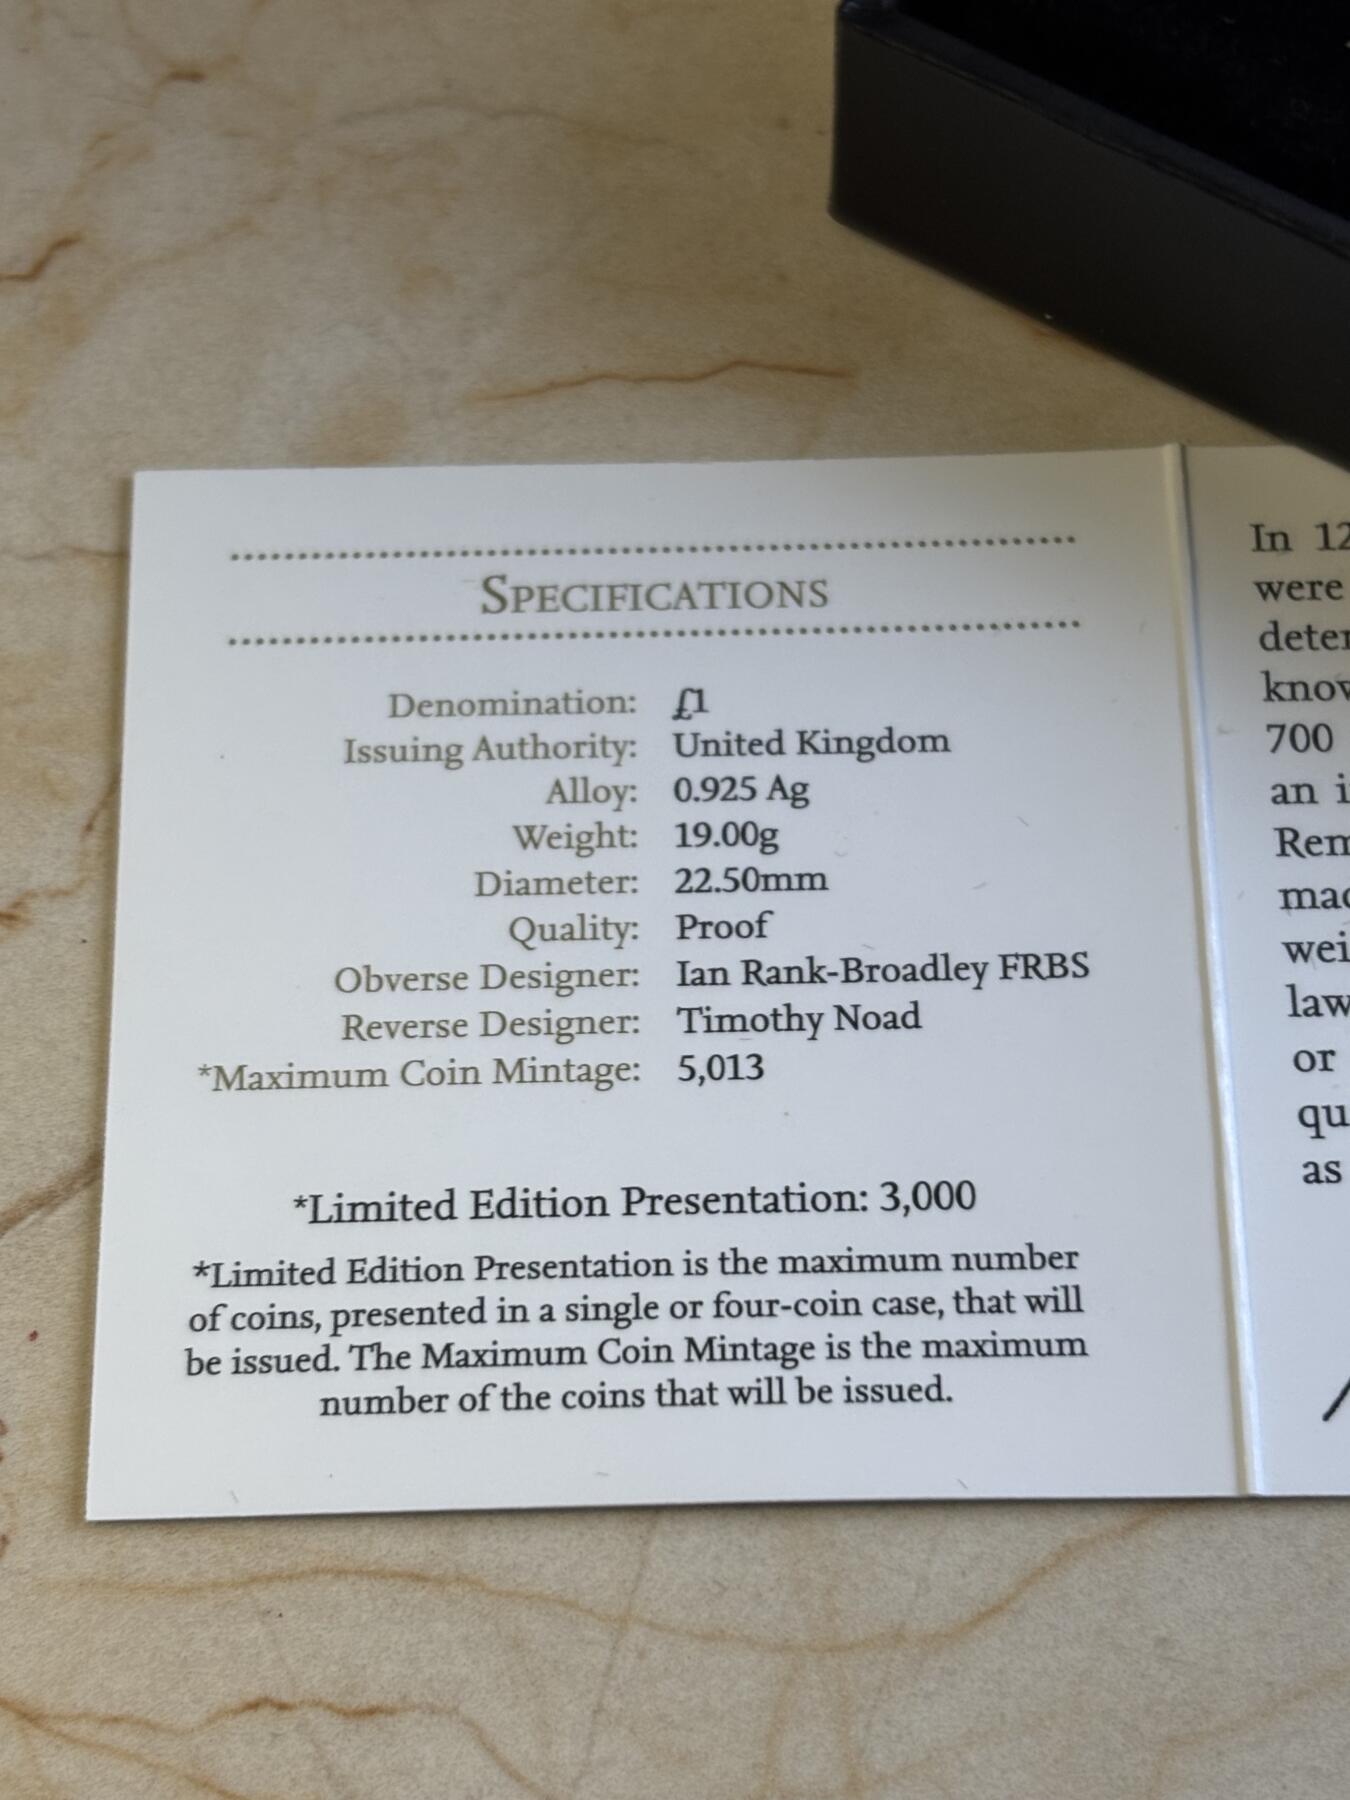 SPECIFICATIONS
Denomination: £1
Issuing Authority: United Kingdom
Alloy: 0.925 Ag
Weight: 19.00g
Diameter: 22.50mm
Quality: Proof
Obverse Designer: Ian Rank-Broadley FRBS
Reverse Designer: Timothy Noad
*Maximum Coin Mintage: 5,013
*Limited Edition Presentation: 3,000
*Limited Edition Presentation is the maximum number
of coins, presented in a single or four-coin case, that will
be issued. The Maximum Coin Mintage is the maximum
number of the coins that will be issued.
In 12
were
700
an
or
as